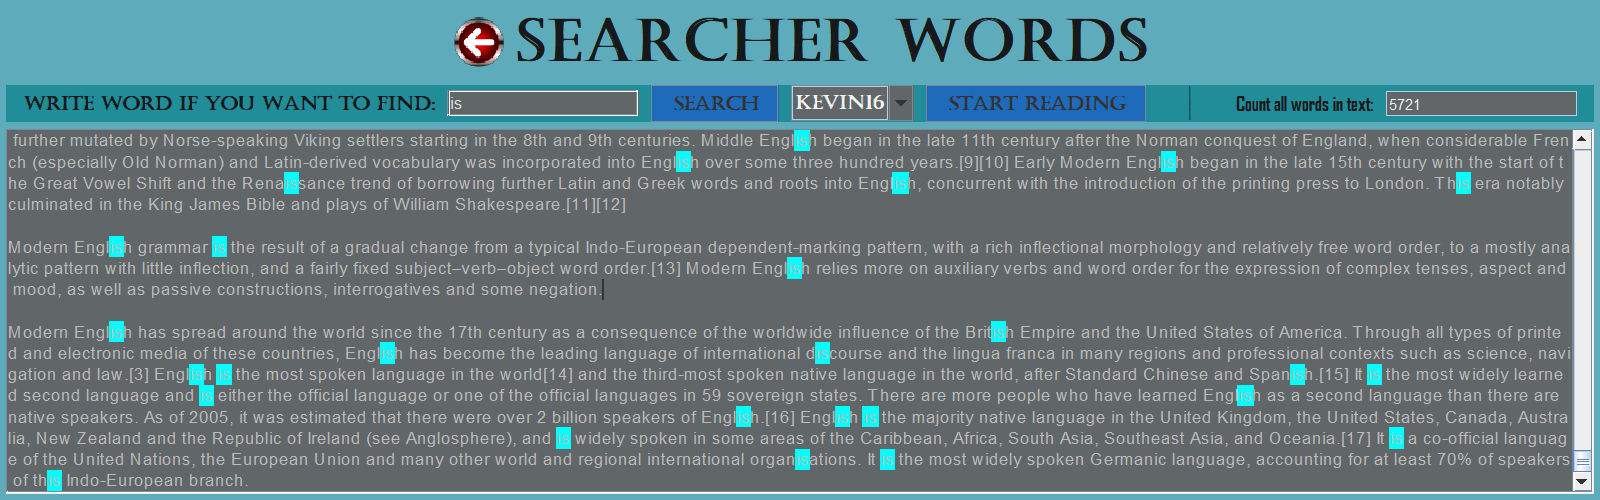 SEARCHER WORDS
WRITE WORD IF YOU WANT TO FIND: is SEARCH KEVIN16 START READING Count all words in text: 5721
further mutated by Norse-speaking Viking settlers starting in the 8th and 9th centuries. Middle English began in the late 11th century after the Norman conquest of England, when considerable Fren
ch (especially Old Norman) and Latin-derived vocabulary was incorporated into English over some three hundred years.[9][10] Early Modern English began in the late 15th century with the start of t
he Great Vowel Shift and the Renaissance trend of borrowing further Latin and Greek words and roots into English, concurrent with the introduction of the printing press to London. This era notably
culminated in the King James Bible and plays of William Shakespeare.[11][12]
Modern English grammar is the result of a gradual change from a typical Indo-European dependent-marking pattern, with a rich inflectional morphology and relatively free word order, to a mostly ana
lytic pattern with little inflection, and a fairly fixed subject–verb–object word order.[13] Modern English relies more on auxiliary verbs and word order for the expression of complex tenses, aspect and
mood, as well as passive constructions, interrogatives and some negation.
Modern English has spread around the world since the 17th century as a consequence of the worldwide influence of the British Empire and the United States of America. Through all types of printe
d and electronic media of these countries, English has become the leading language of international discourse and the lingua franca in many regions and professional contexts such as science, navi
gation and law.[3] English is the most spoken language in the world[14] and the third-most spoken native language in the world, after Standard Chinese and Spanish.[15] It is the most widely learne
d second language and is either the official language or one of the official languages in 59 sovereign states. There are more people who have learned English as a second language than there are
native speakers. As of 2005, it was estimated that there were over 2 billion speakers of English.[16] English is the majority native language in the United Kingdom, the United States, Canada, Austra
lia, New Zealand and the Republic of Ireland (see Anglosphere), and is widely spoken in some areas of the Caribbean, Africa, South Asia, Southeast Asia, and Oceania.[17] It is a co-official languag
e of the United Nations, the European Union and many other world and regional international organisations. It is the most widely spoken Germanic language, accounting for at least 70% of speakers
of this Indo-European branch.